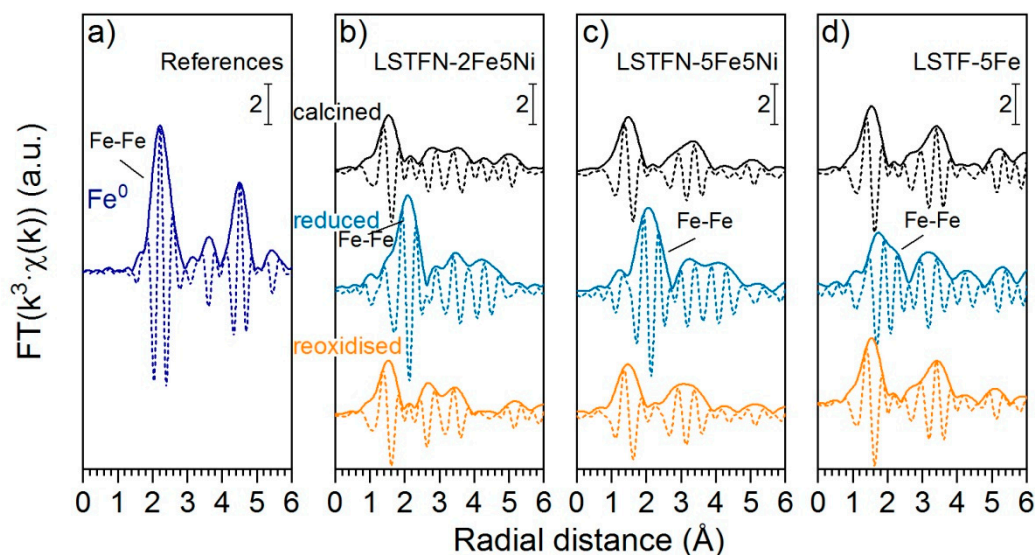 a)
References
2
Fe-Fe
Fe⁰
b)
LSTFN-2Fe5Ni
2
calcined
reduced
Fe-Fe
reoxidised
c)
LSTFN-5Fe5Ni
2
Fe-Fe
d)
LSTF-5Fe
2
Fe-Fe
FT(k³·χ(k)) (a.u.)
0 1 2 3 4 5 6
0 1 2 3 4 5 6
0 1 2 3 4 5 6
0 1 2 3 4 5 6
Radial distance (Å)